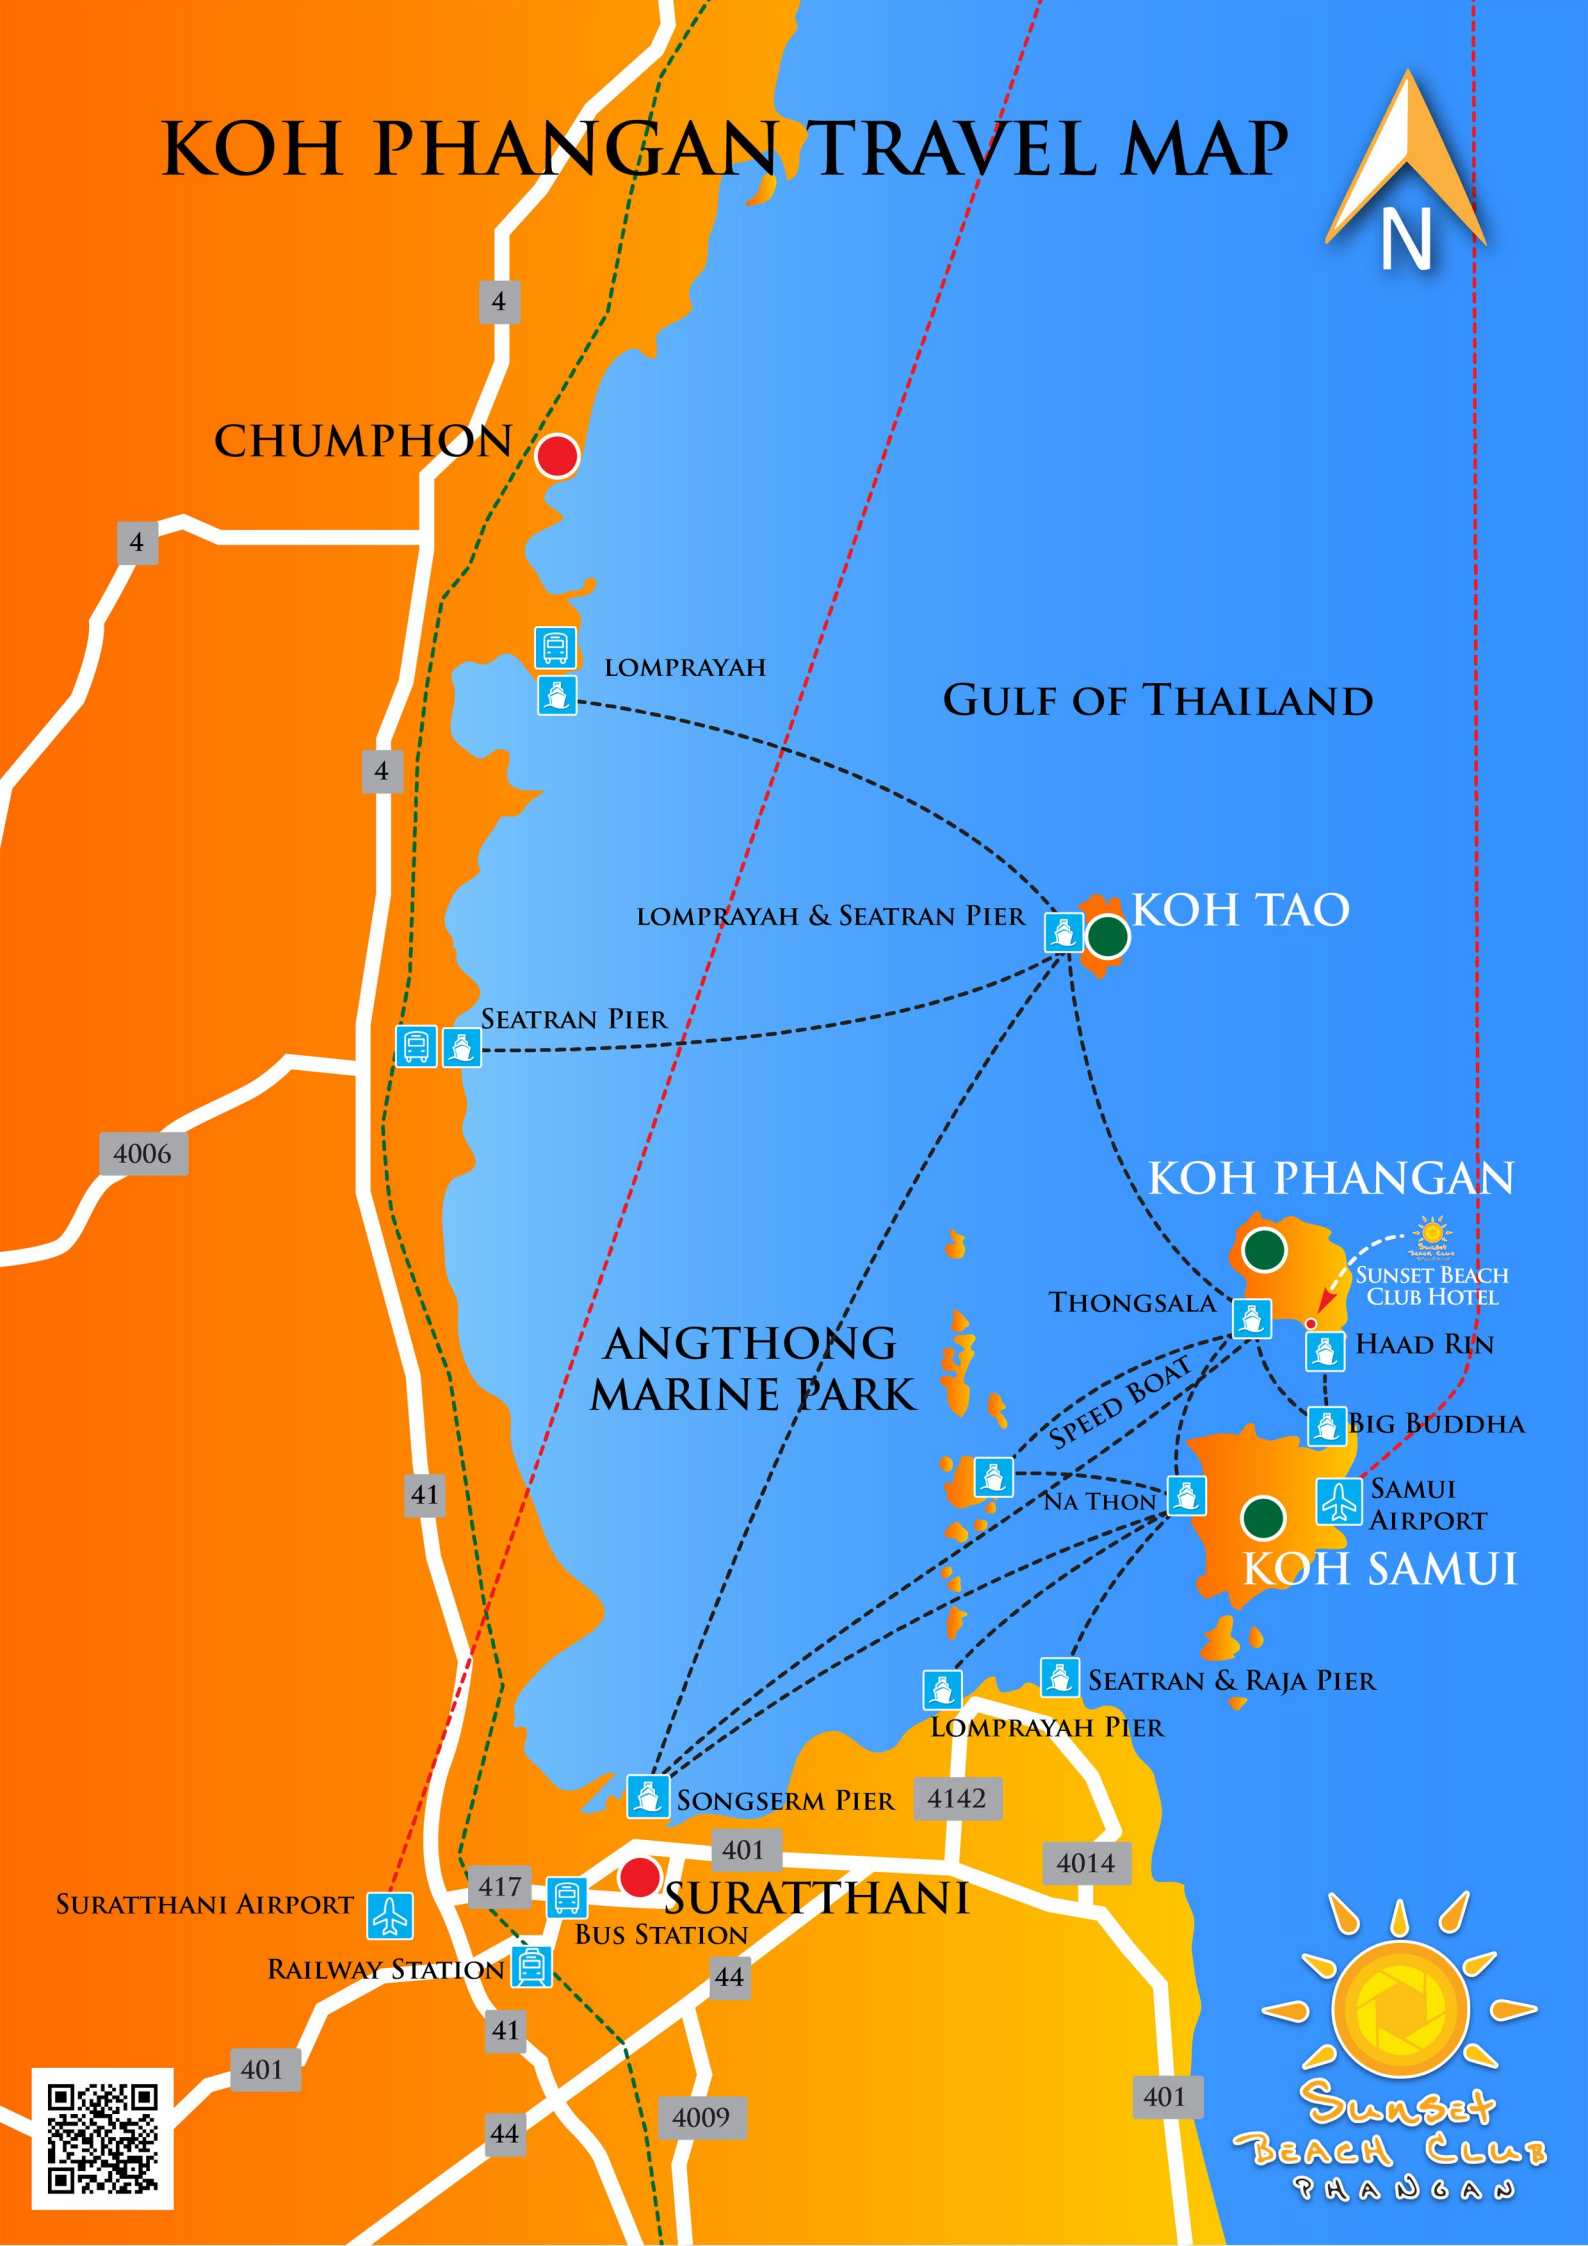 KOH PHANGAN TRAVEL MAP
N
4
CHUMPHON
4
LOMPRAYAH
GULF OF THAILAND
4
LOMPRAYAH & SEATRAN PIER
KOH TAO
SEATRAN PIER
4006
KOH PHANGAN
SUNSET BEACH
CLUB HOTEL
THONGSALA
HAAD RIN
ANGTHONG
MARINE PARK
SPEED BOAT
BIG BUDDHA
41
NA THON
SAMUI
AIRPORT
KOH SAMUI
SEATRAN & RAJA PIER
LOMPRAYAH PIER
SONGSERM PIER
4142
401
4014
417
SURATTHANI
SURATTHANI AIRPORT
BUS STATION
RAILWAY STATION
44
41
401
401
4009
44
SUNSET
BEACH CLUB
PHANGAN